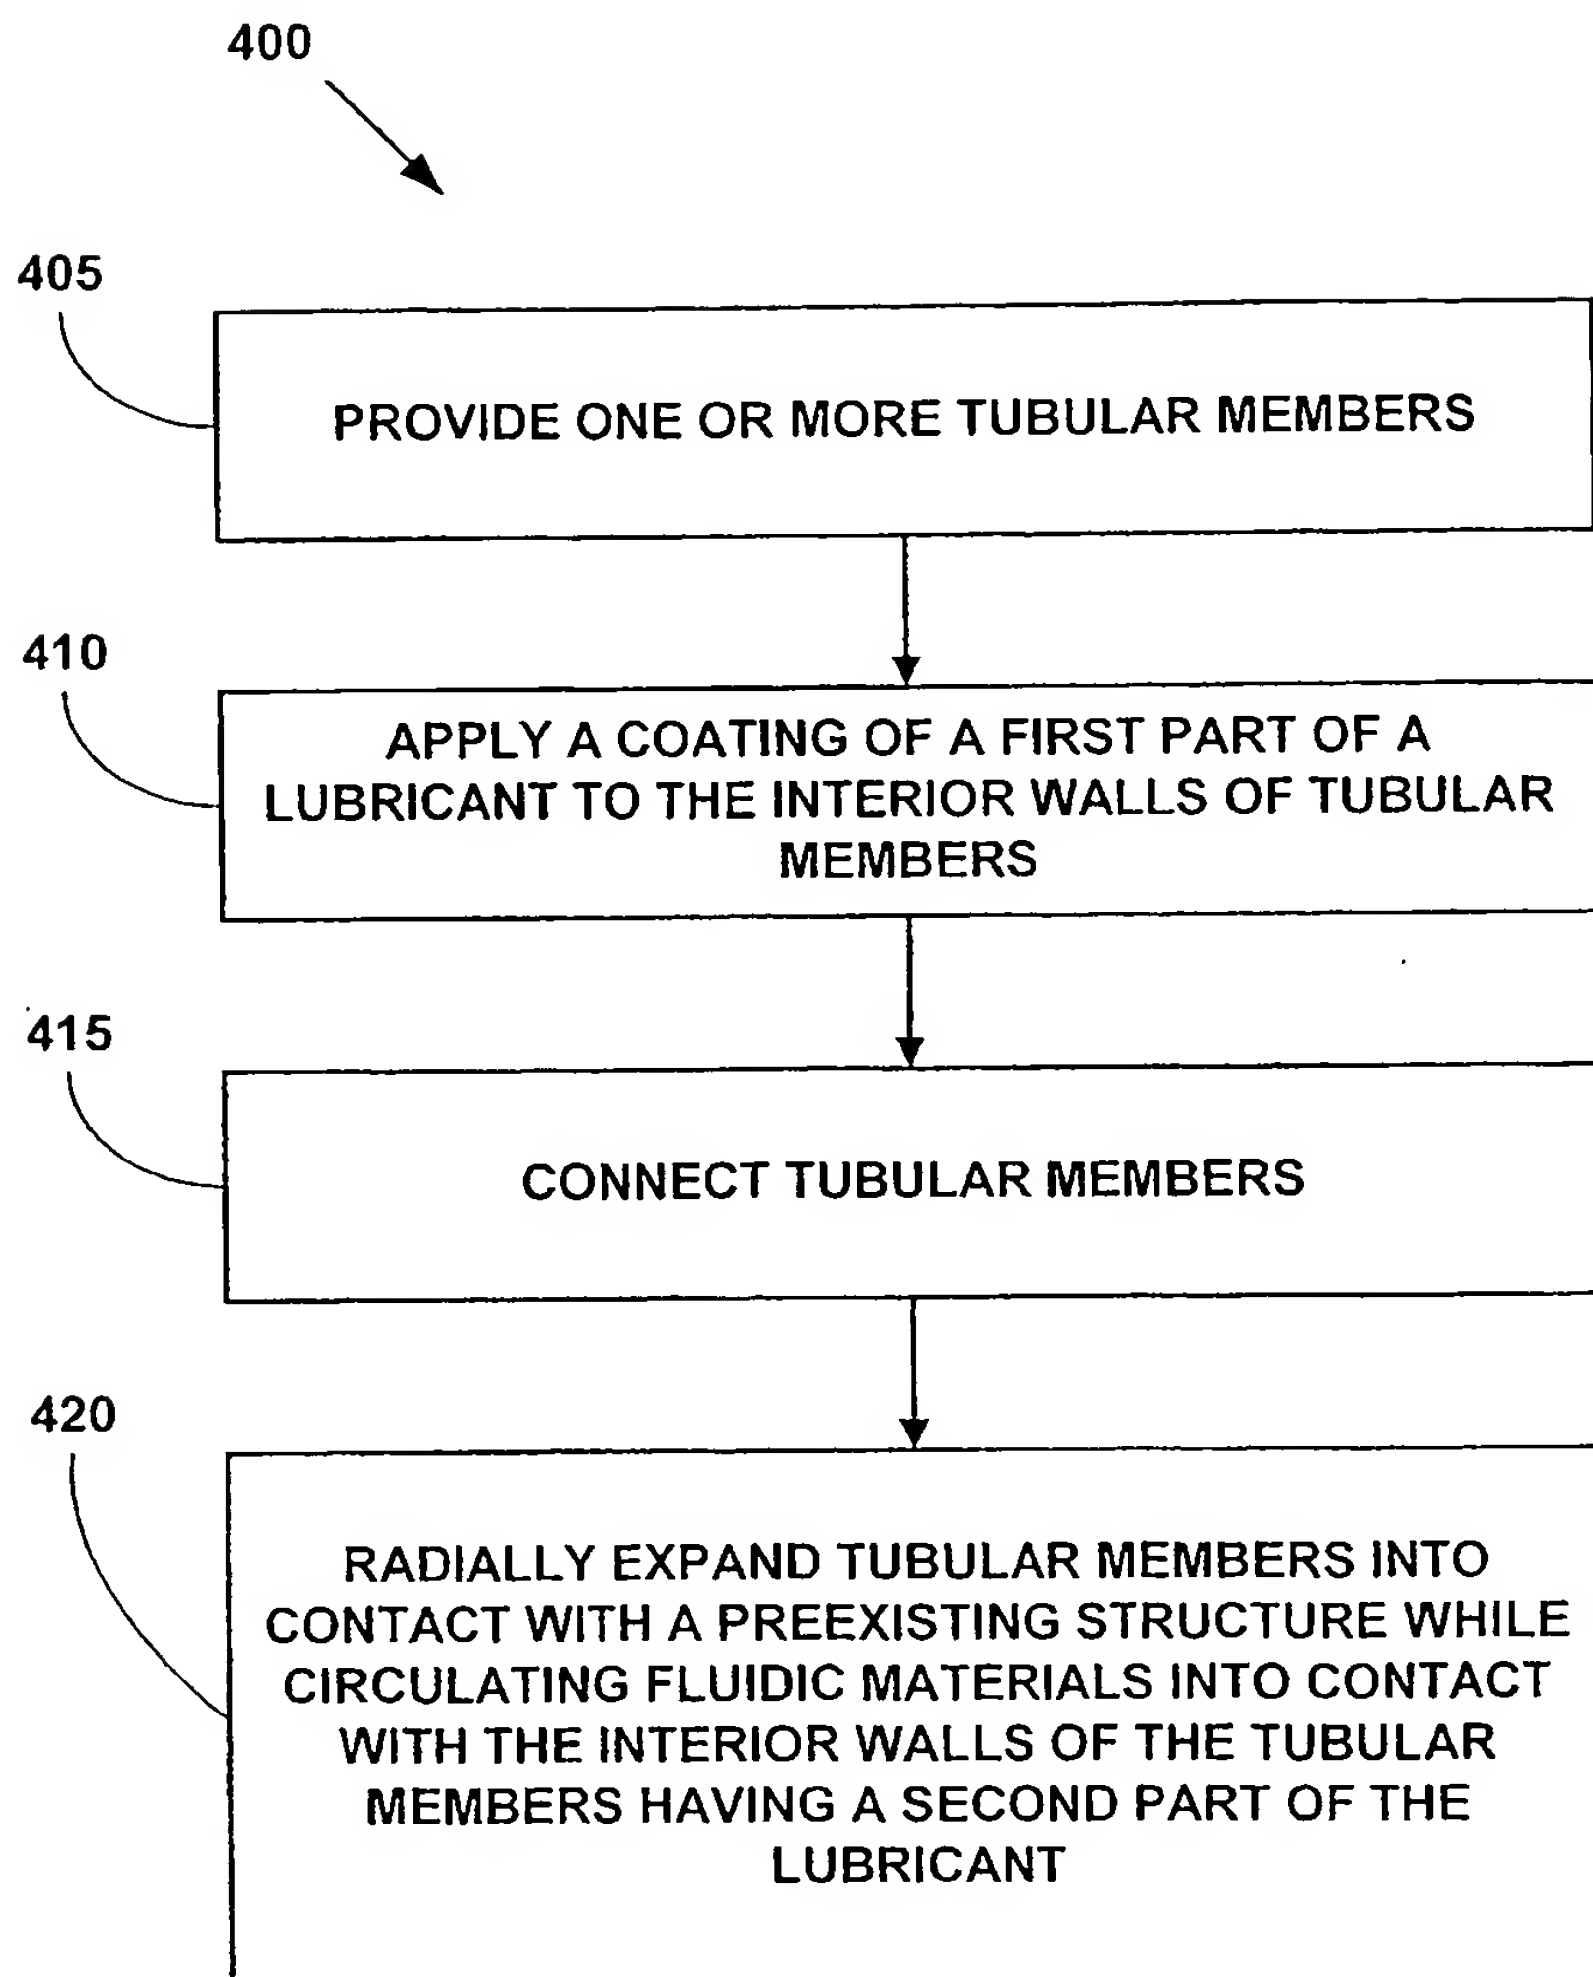 400
405
PROVIDE ONE OR MORE TUBULAR MEMBERS
410
APPLY A COATING OF A FIRST PART OF A
LUBRICANT TO THE INTERIOR WALLS OF TUBULAR
MEMBERS
415
CONNECT TUBULAR MEMBERS
420
RADIALLY EXPAND TUBULAR MEMBERS INTO
CONTACT WITH A PREEXISTING STRUCTURE WHILE
CIRCULATING FLUIDIC MATERIALS INTO CONTACT
WITH THE INTERIOR WALLS OF THE TUBULAR
MEMBERS HAVING A SECOND PART OF THE
LUBRICANT